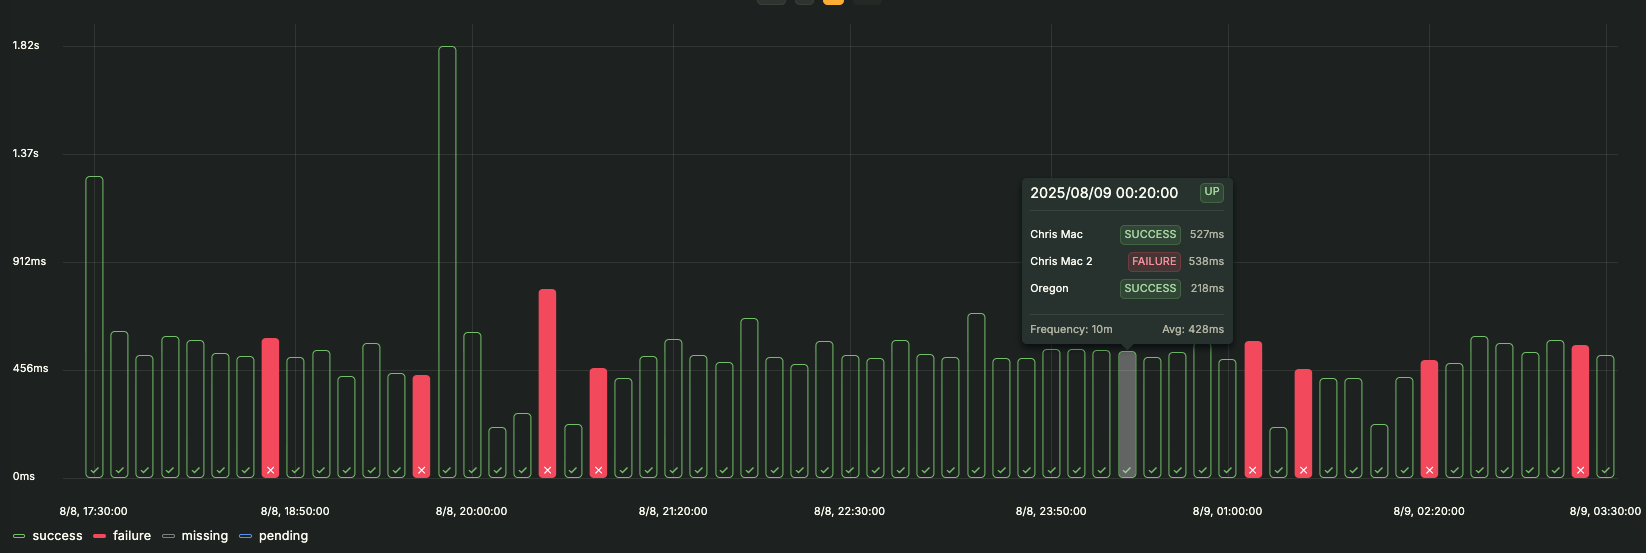 1.82s
1.37s
912ms
456ms
0ms
2025/08/09 00:20:00 UP
Chris Mac SUCCESS 527ms
Chris Mac 2 FAILURE 538ms
Oregon SUCCESS 218ms
Frequency: 10m Avg: 428ms
8/8, 17:30:00 8/8, 18:50:00 8/8, 20:00:00 8/8, 21:20:00 8/8, 22:30:00 8/8, 23:50:00 8/9, 01:00:00 8/9, 02:20:00 8/9, 03:30:00
success failure missing pending